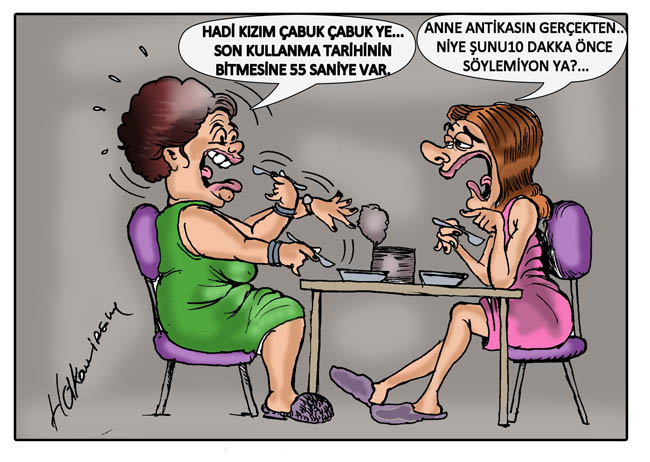 HADİ KIZIM ÇABUK ÇABUK YE...
SON KULLANMA TARİHİNİN
BİTMESİNE 55 SANİYE VAR.
ANNE ANTİKASIN GERÇEKTEN..
NİYE ŞUNU10 DAKKA ÖNCE
SÖYLEMİYON YA?...